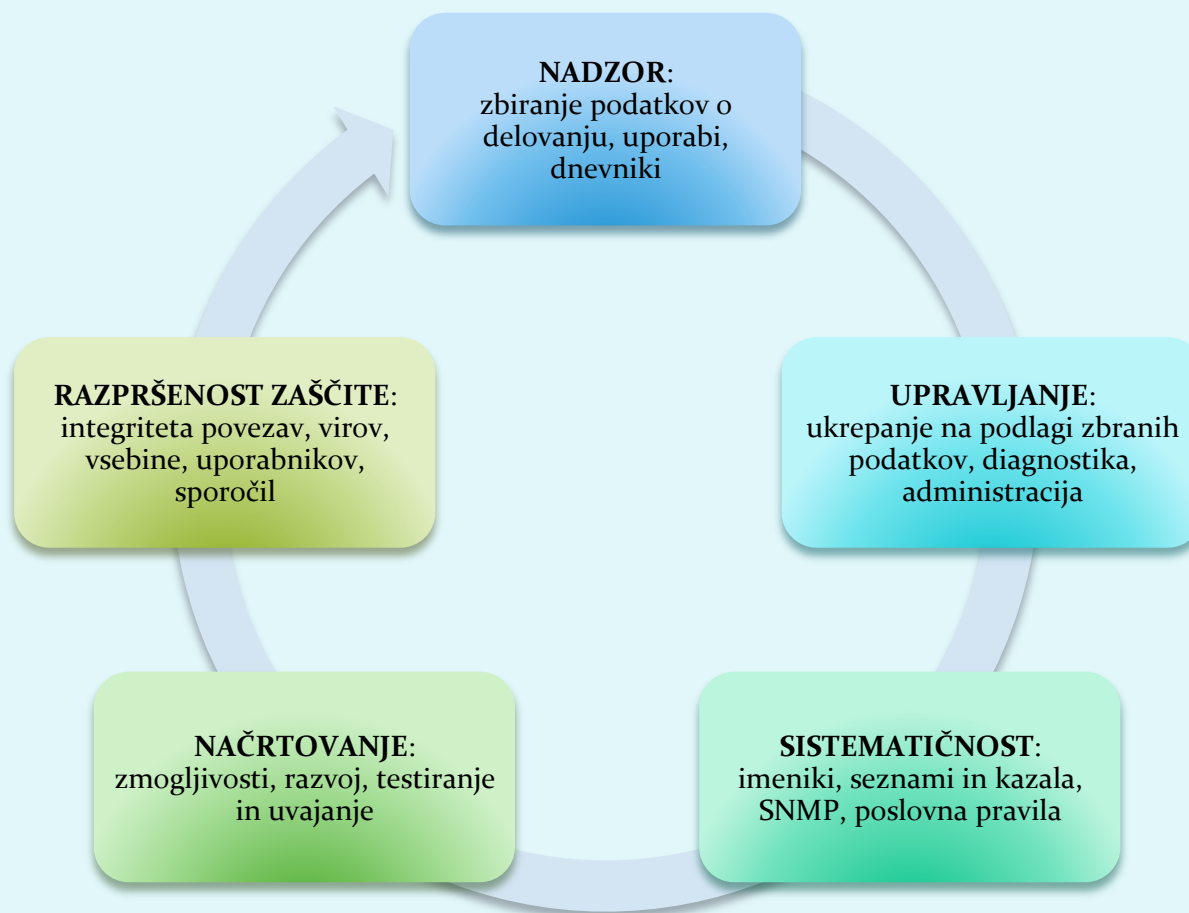 NADZOR:
zbiranje podatkov o
delovanju, uporabi,
dnevniki
UPRAVLJANJE:
ukrepanje na podlagi zbranih
podatkov, diagnostika,
administracija
SISTEMATIČNOST:
imeniki, seznami in kazala,
SNMP, poslovna pravila
NAČRTOVANJE:
zmogljivosti, razvoj, testiranje
in uvajanje
RAZPRŠENOST ZAŠČITE:
integriteta povezav, virov,
vsebine, uporabnikov,
sporočil